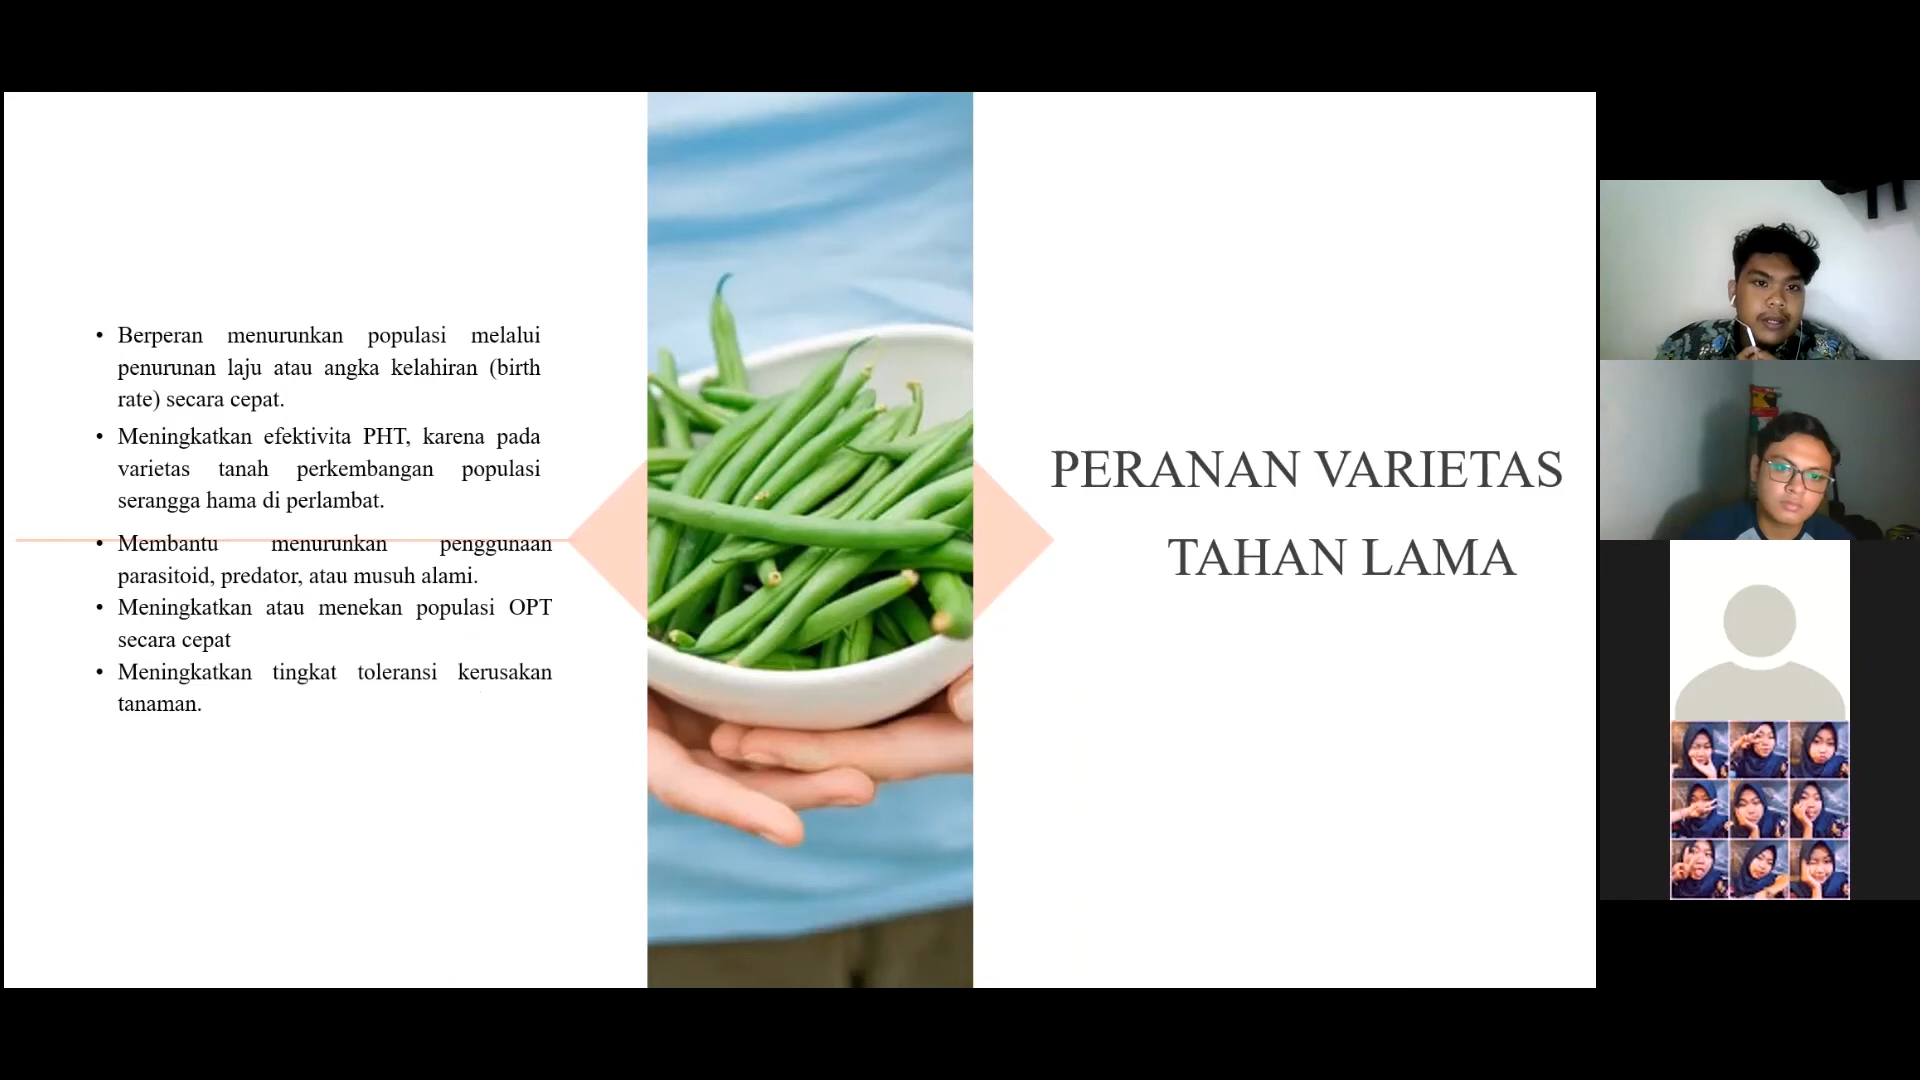 • Berperan menurunkan populasi melalui
penurunan laju atau angka kelahiran (birth
rate) secara cepat.
• Meningkatkan efektivita PHT, karena pada
varietas tanah perkembangan populasi
serangga hama di perlambat.
• Membantu menurunkan penggunaan
parasitoid, predator, atau musuh alami.
• Meningkatkan atau menekan populasi OPT
secara cepat
• Meningkatkan tingkat toleransi kerusakan
tanaman.
PERANAN VARIETAS
TAHAN LAMA